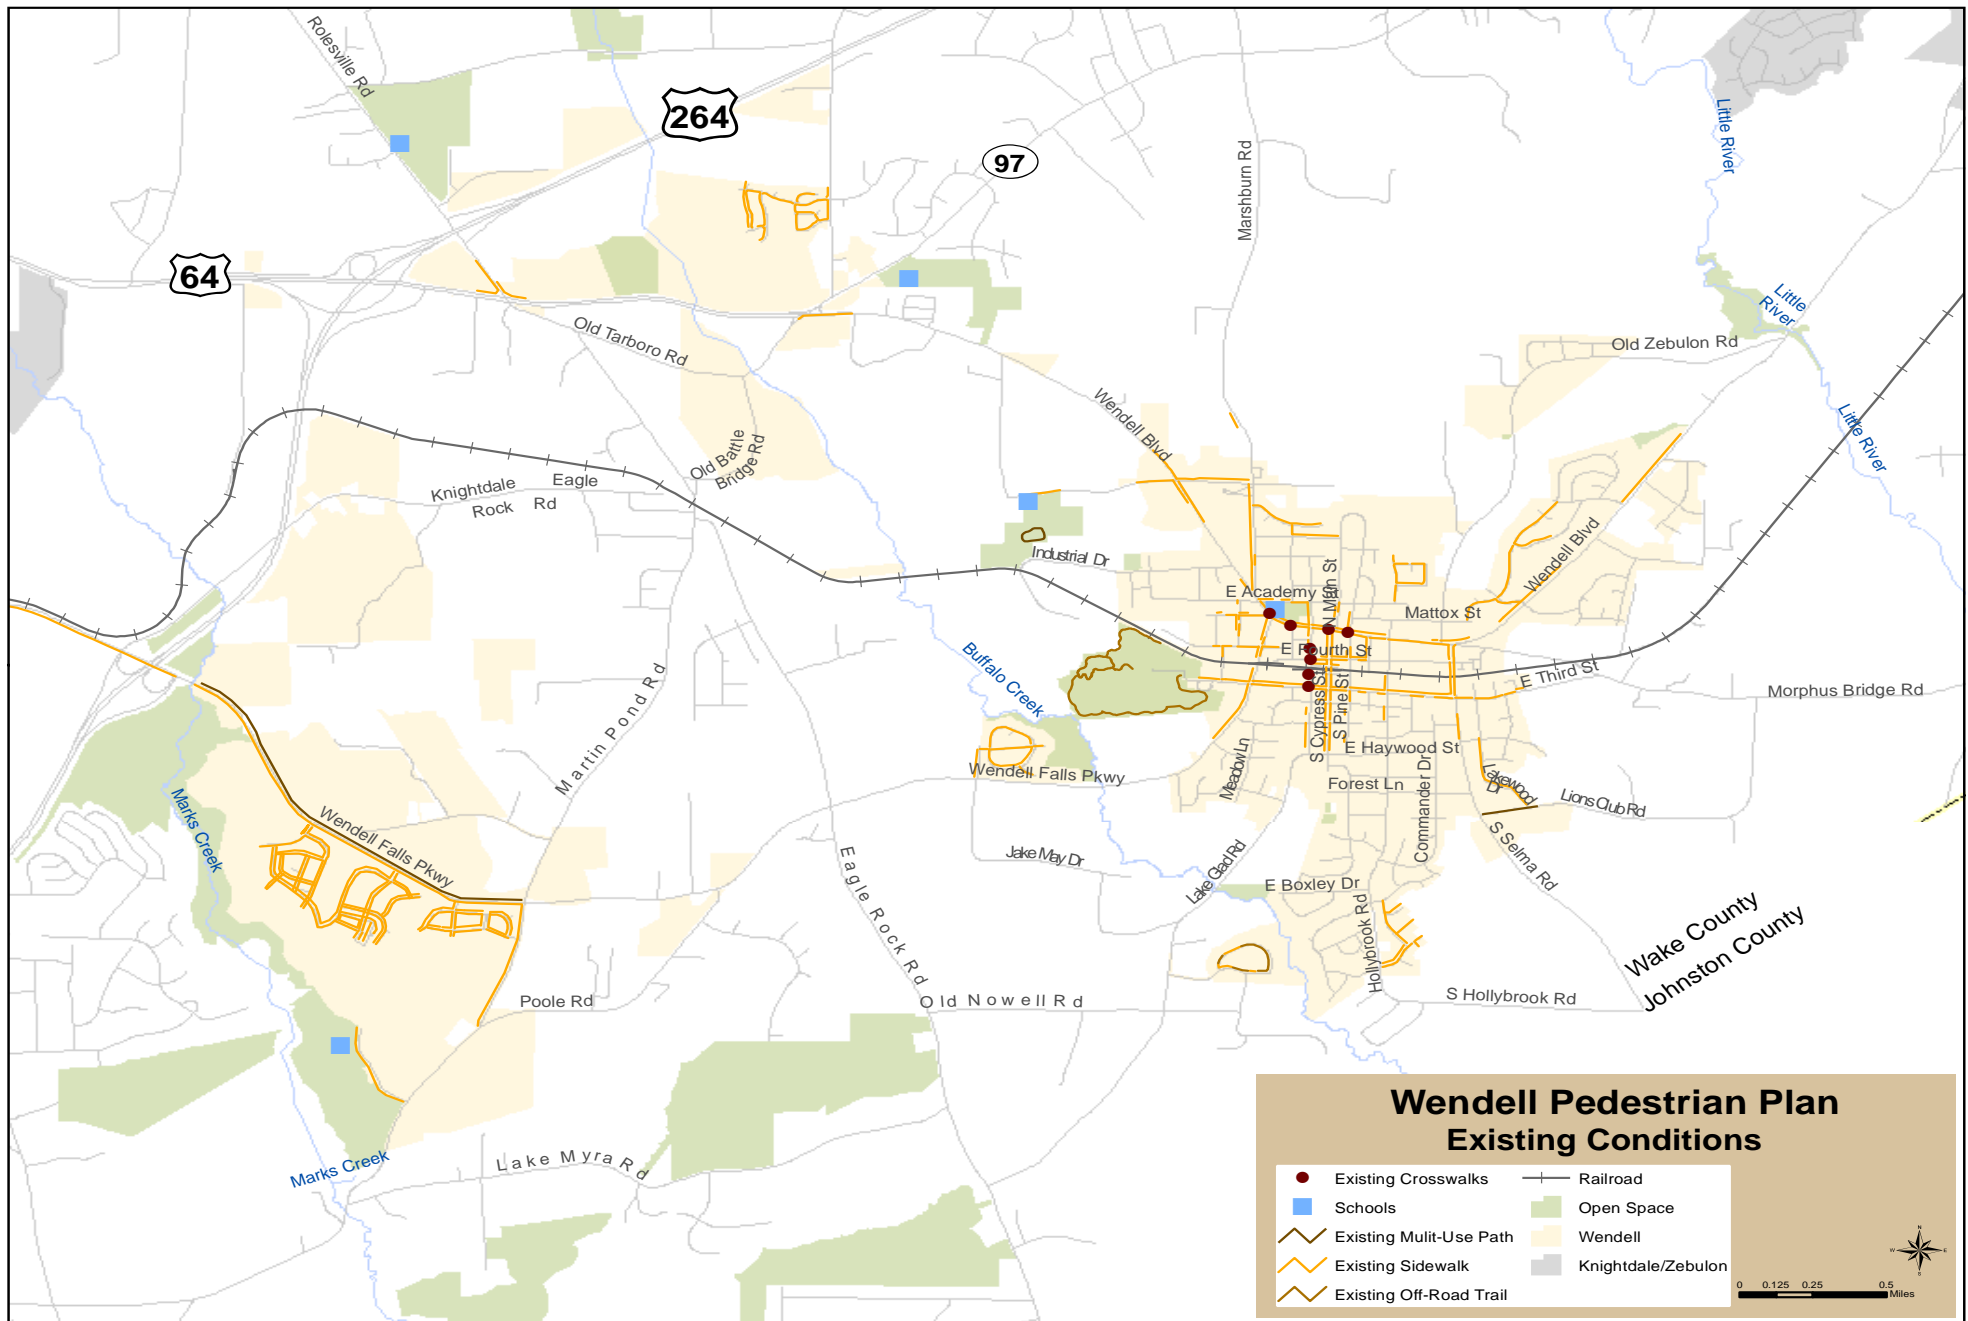 Rolesville Rd
264
97
Marshburn Rd
Little River
64
Little
River
Old Tarboro Rd
Old Zebulon Rd
Wendell Blvd
Little River
Old Battle
Bridge Rd
Knightdale Eagle
Rock Rd
Industrial Dr
Wendell Blvd
E Academy St
N Main St
Mattox St
E Fourth St
Buffalo Creek
E Third St
Morphus Bridge Rd
Martin Pond Rd
S Cypress St
S Pine St
E Haywood St
Meadow Ln
Wendell Falls Pkwy
Forest Ln
Commander Dr
Lakewood
Dr
Lions Club Rd
Marks Creek
Wendell Falls Pkwy
Eagle Rock Rd
Jake May Dr
Lake Glad Rd
S Selma Rd
E Boxley Dr
Hollybrook Rd
Wake County
Johnston County
Poole Rd
Old Nowell Rd
S Hollybrook Rd
Marks Creek
Lake Myra Rd
Wendell Pedestrian Plan
Existing Conditions
Existing Crosswalks
Schools
Existing Mulit-Use Path
Existing Sidewalk
Existing Off-Road Trail
Railroad
Open Space
Wendell
Knightdale/Zebulon
N
W
E
S
0 0.125 0.25 0.5
Miles